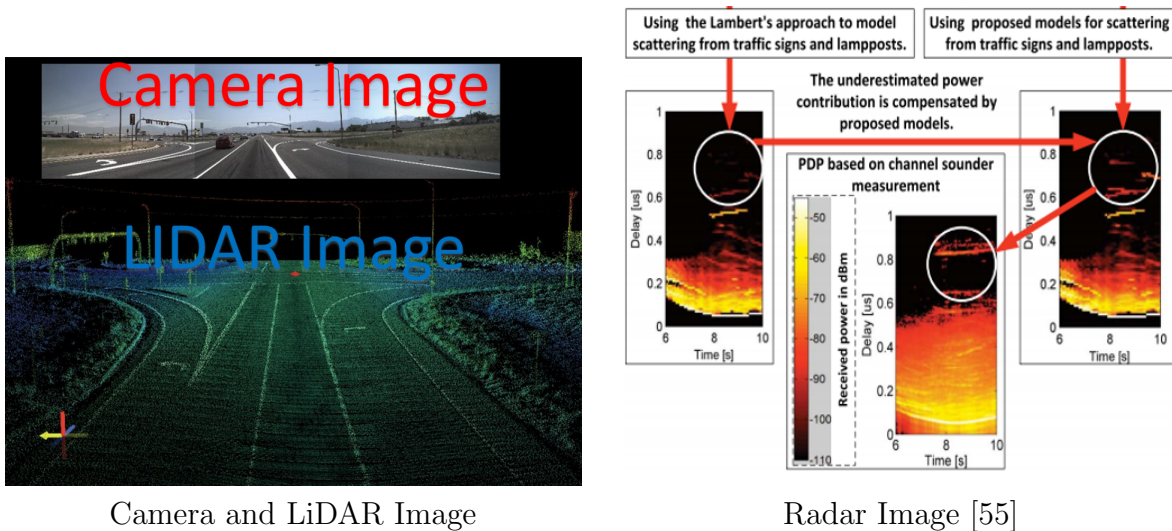 Camera Image
LIDAR Image
Camera and LiDAR Image
Using the Lambert's approach to model
scattering from traffic signs and lampposts.
Using proposed models for scattering
from traffic signs and lampposts.
The underestimated power
contribution is compensated by
proposed models.
1
0.8
0.6
0.4
0.2
0
Delay [us]
6
8
10
Time [s]
PDP based on channel sounder
measurement
-50
-60
-70
-80
-90
-100
-110
Received power in dBm
1
0.8
0.6
0.4
0.2
0
Delay [us]
6
8
10
Time [s]
1
0.8
0.6
0.4
0.2
0
Delay [us]
6
8
10
Time [s]
Radar Image [55]